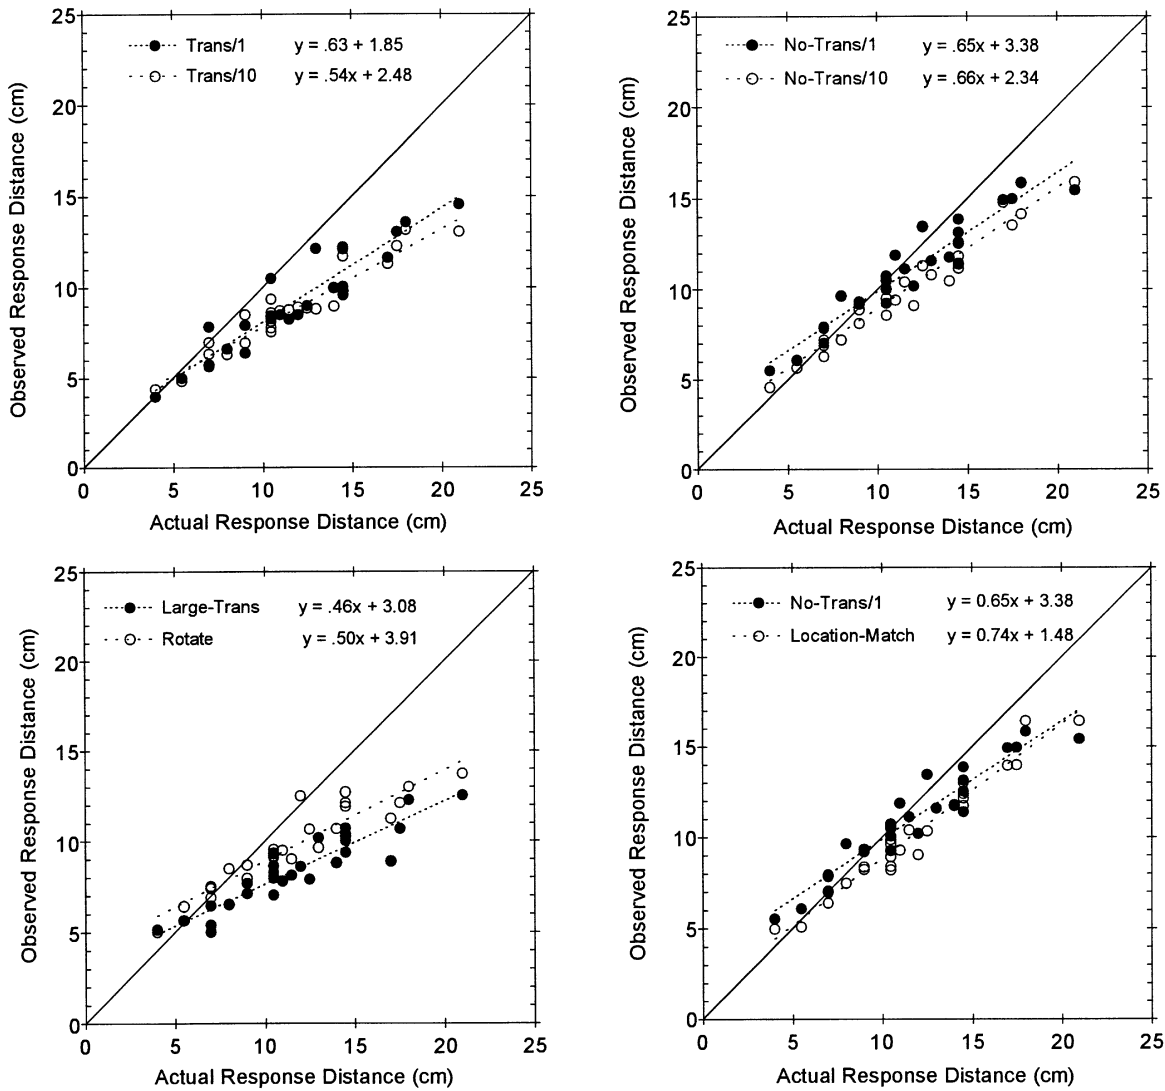 25
20
15
10
5
0
Observed Response Distance (cm)
Trans/1 y = .63 + 1.85
Trans/10 y = .54x + 2.48
0 5 10 15 20 25
Actual Response Distance (cm)
25
20
15
10
5
0
Observed Response Distance (cm)
No-Trans/1 y = .65x + 3.38
No-Trans/10 y = .66x + 2.34
0 5 10 15 20 25
Actual Response Distance (cm)
25
20
15
10
5
0
Observed Response Distance (cm)
Large-Trans y = .46x + 3.08
Rotate y = .50x + 3.91
0 5 10 15 20 25
Actual Response Distance (cm)
25
20
15
10
5
0
Observed Response Distance (cm)
No-Trans/1 y = 0.65x + 3.38
Location-Match y = 0.74x + 1.48
0 5 10 15 20 25
Actual Response Distance (cm)